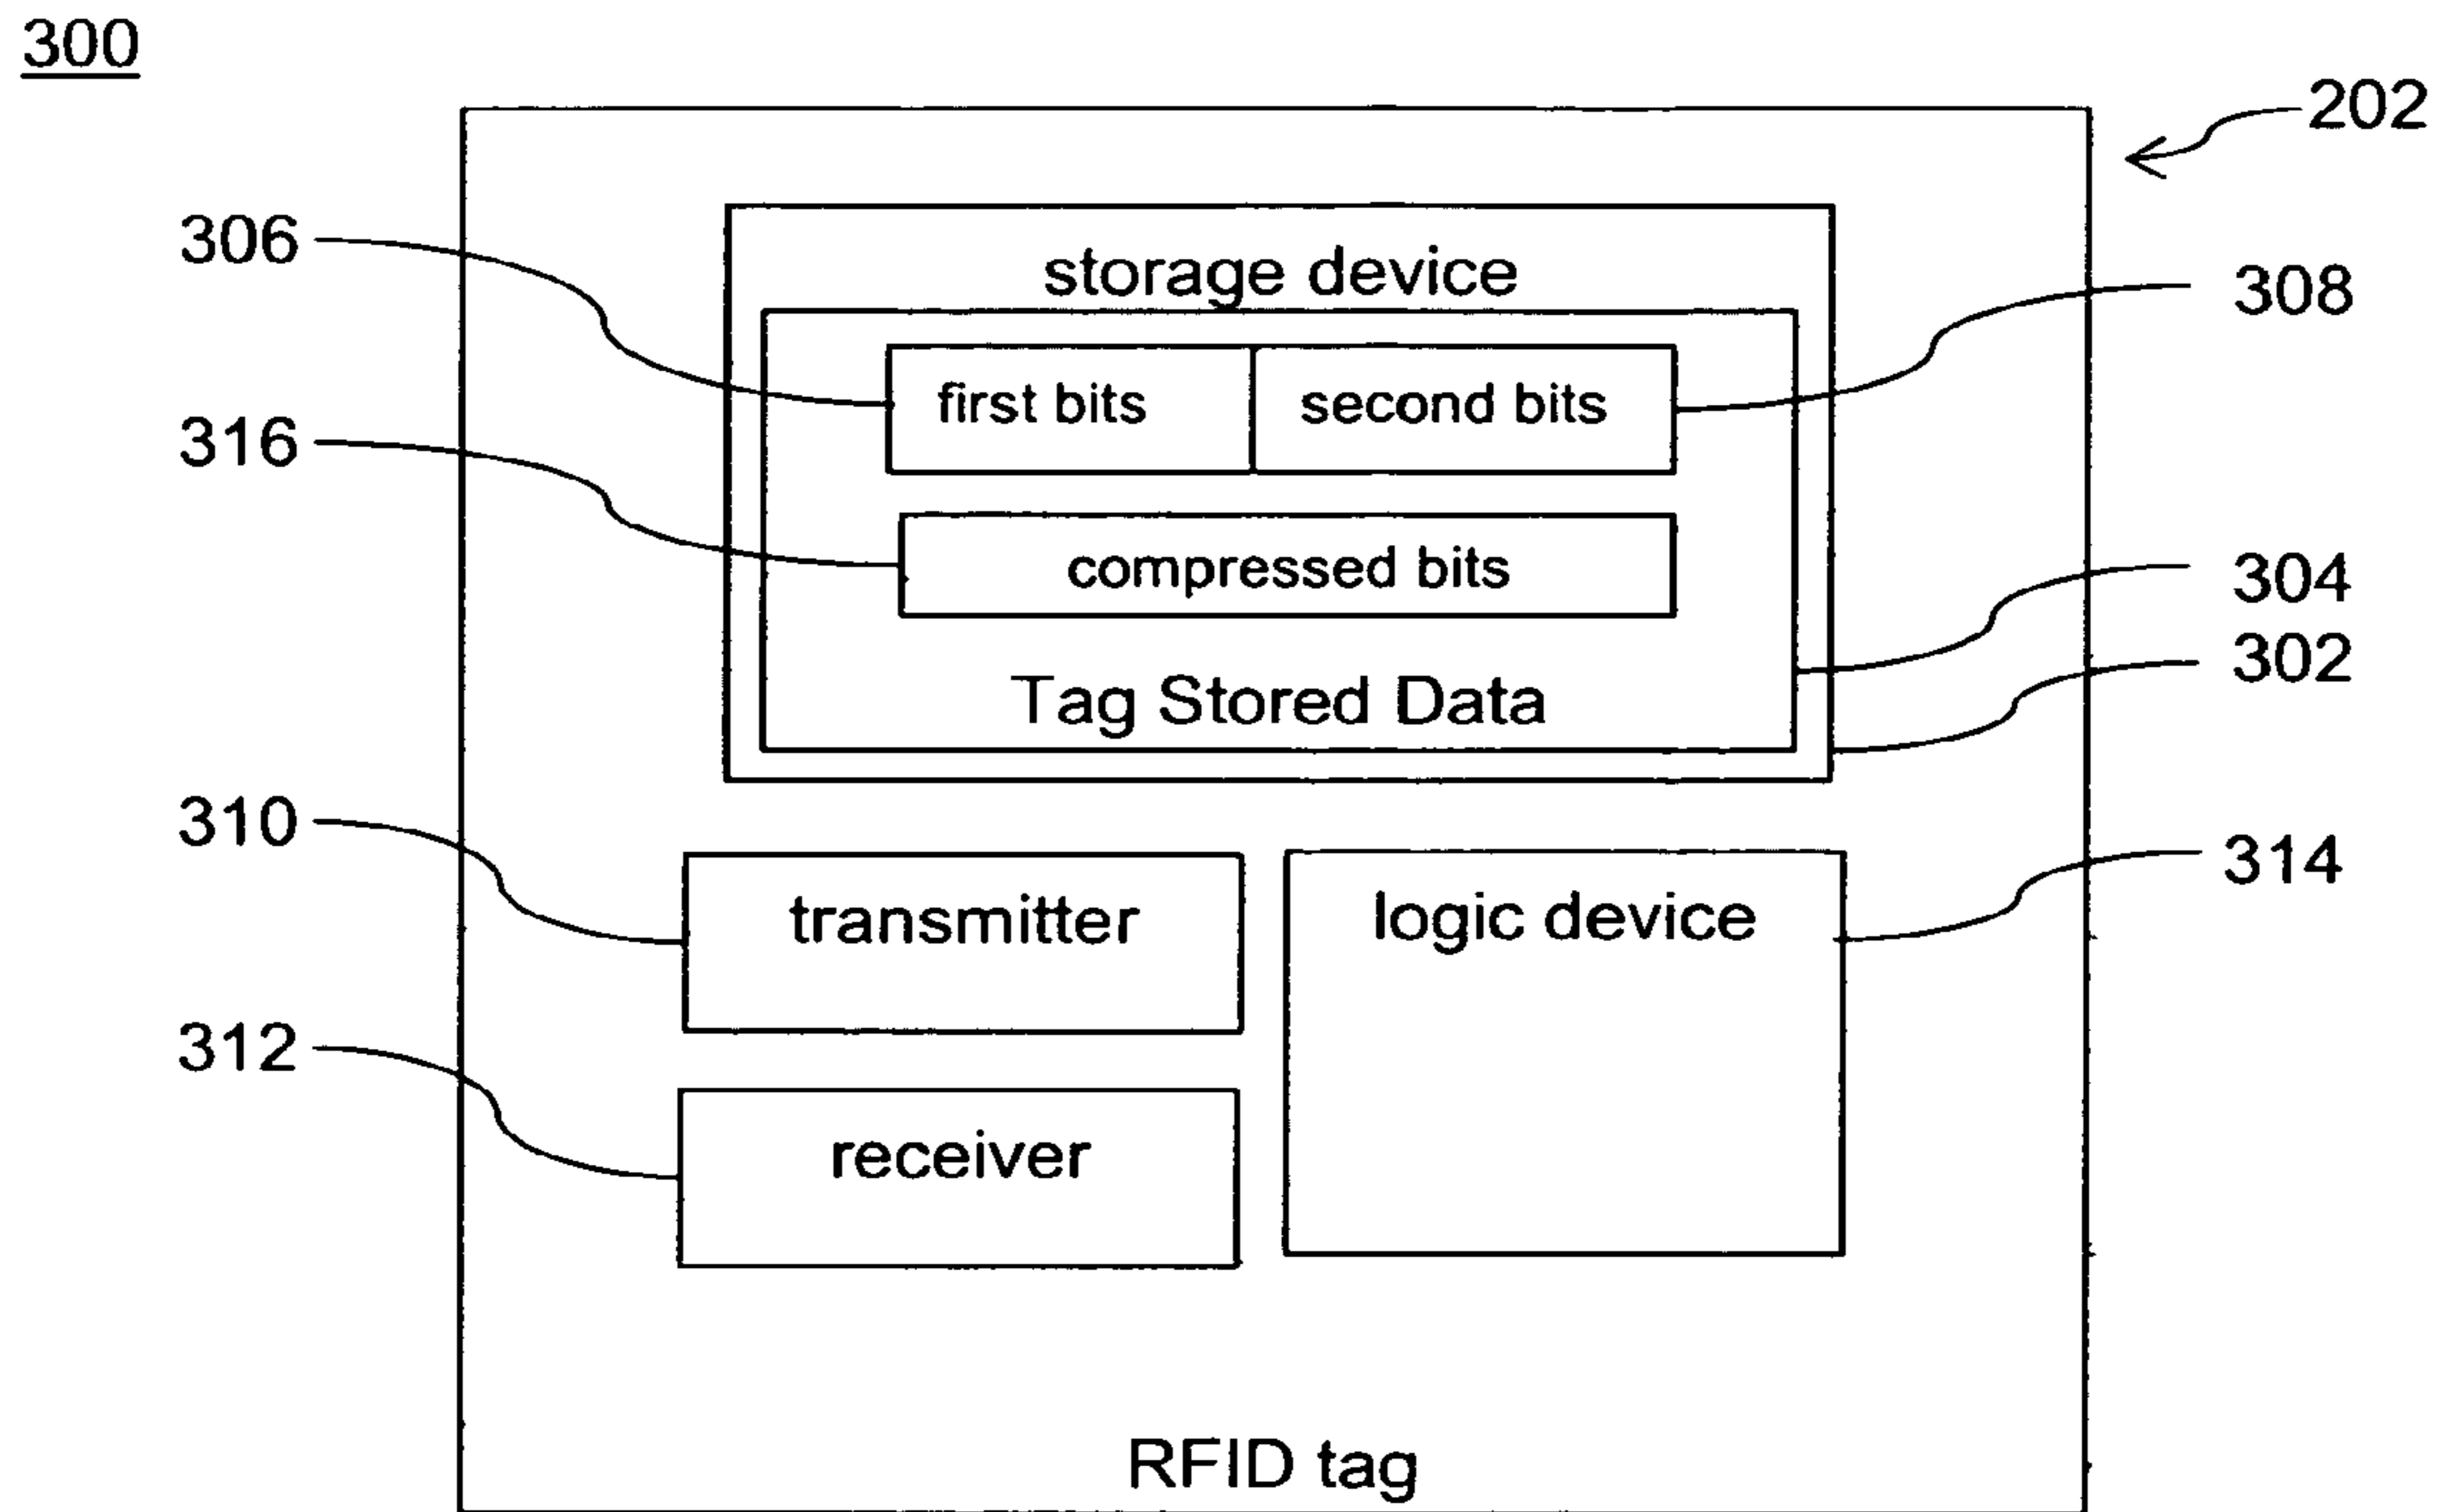 300
202
306
storage device
308
first bits
second bits
316
compressed bits
304
302
Tag Stored Data
310
transmitter
logic device
314
312
receiver
RFID tag